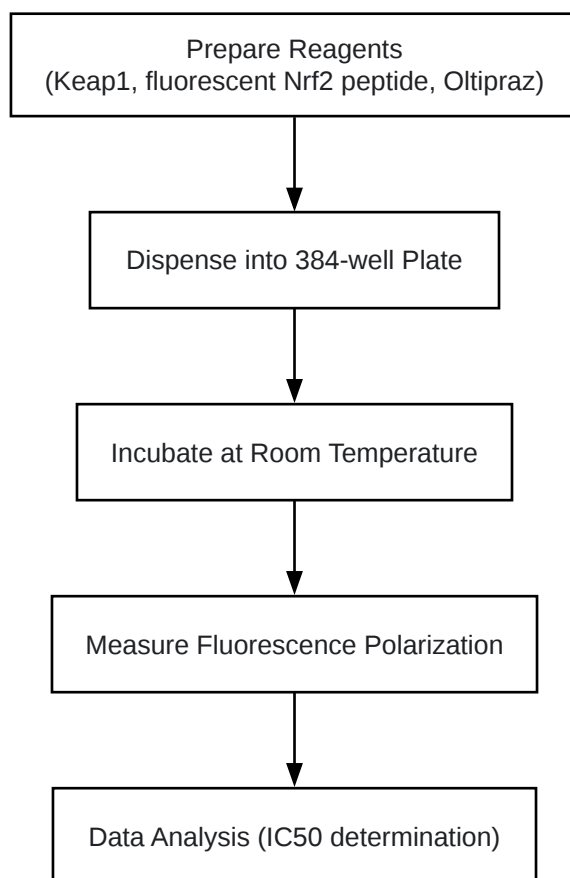 Prepare Reagents
(Keap1, fluorescent Nrf2 peptide, Oltipraz)
Dispense into 384-well Plate
Incubate at Room Temperature
Measure Fluorescence Polarization
Data Analysis (IC50 determination)